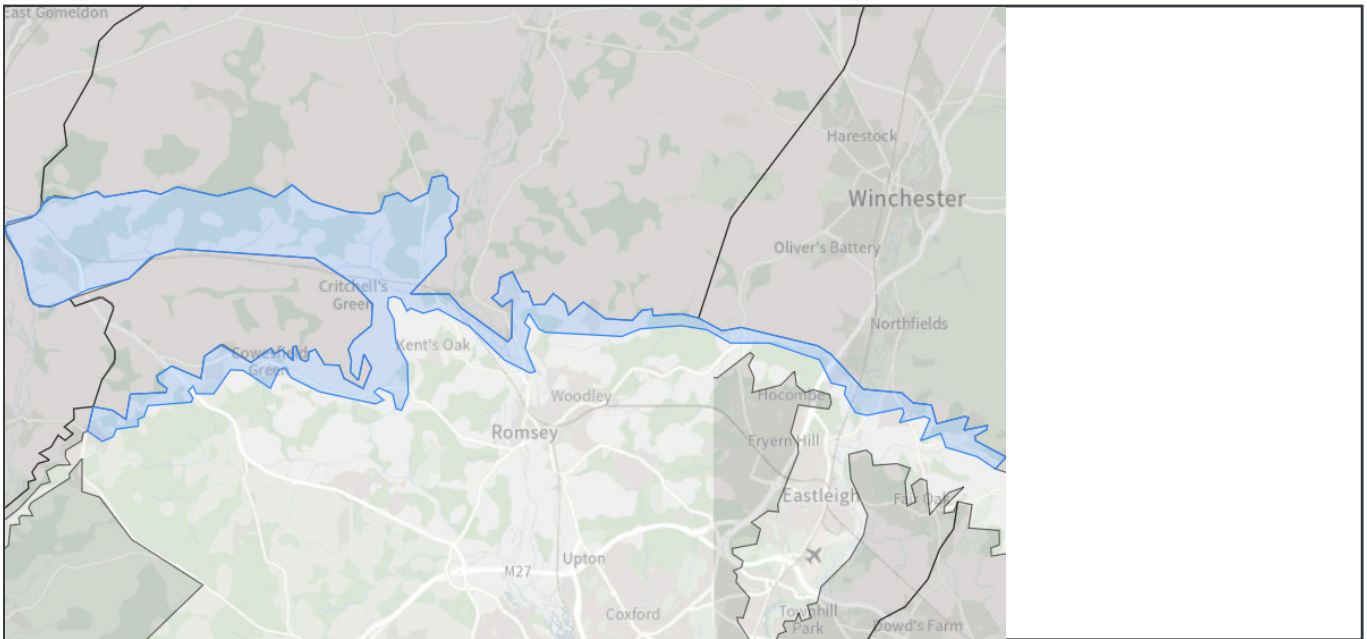 East Gomeldon
Harestock
Winchester
Oliver's Battery
Critchell's
Green
Northfields
Cowesfield
Green
Kent's Oak
Woodley
Hocombe
Romsey
Fryern Hill
Eastleigh
Fair Oak
Upton
M27
Coxford
Townhill
Park
Dowd's Farm